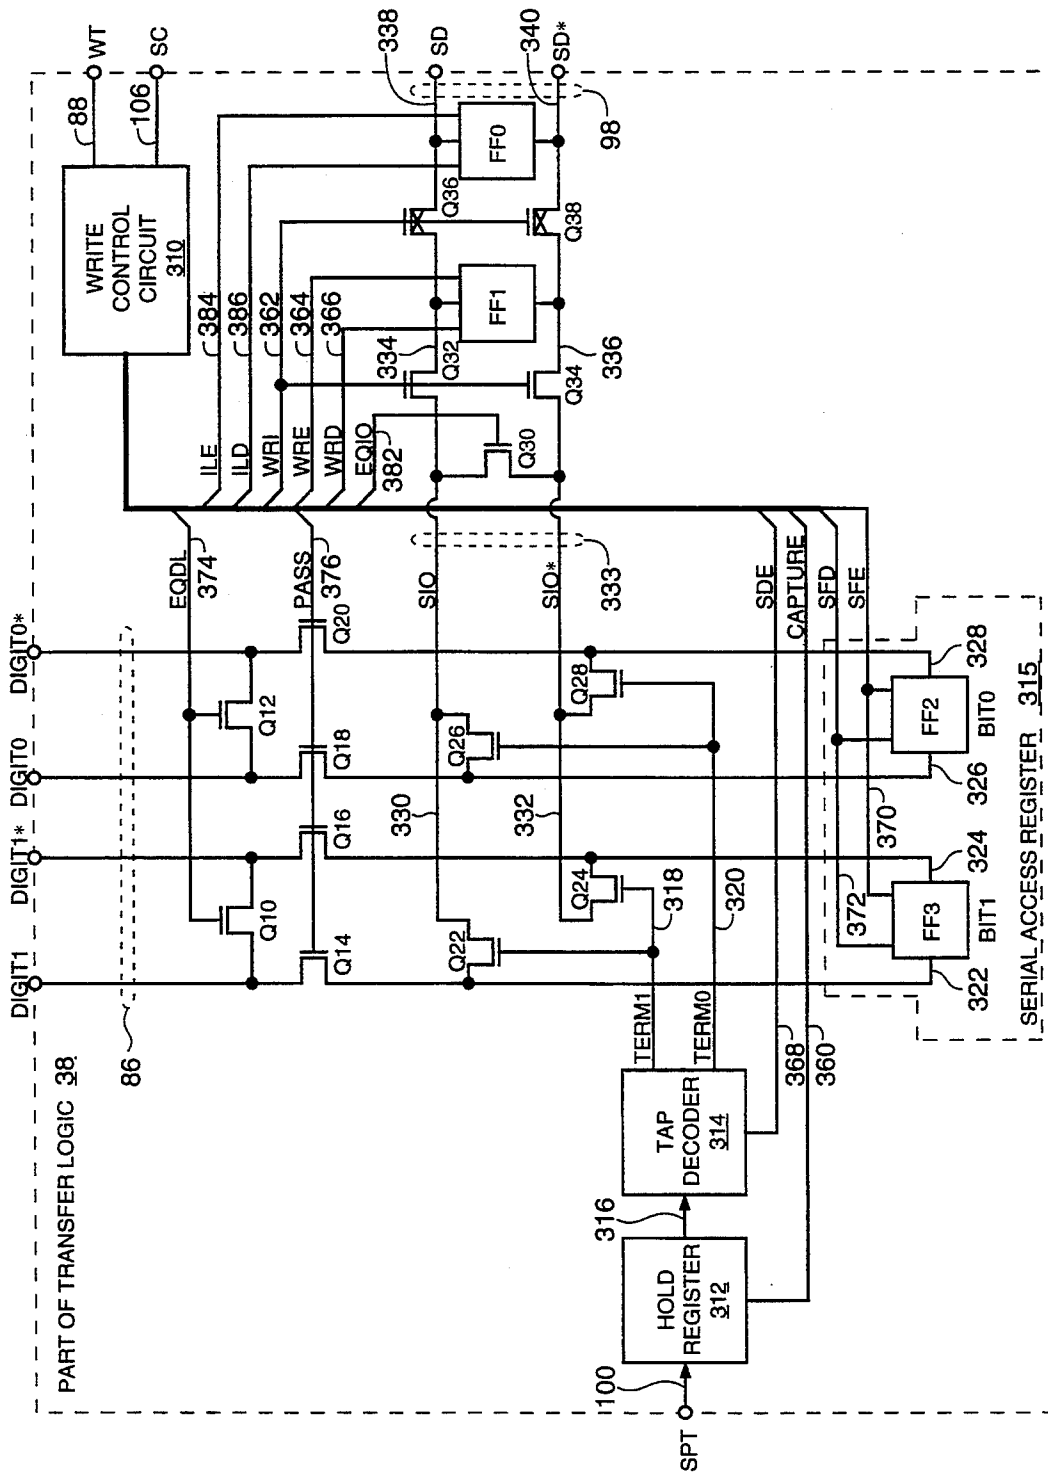 PART OF TRANSFER LOGIC 38
WRITE
CONTROL
CIRCUIT
310
88
WT
106
SC
DIGIT1
DIGIT1*
DIGIT0
DIGIT0*
86
EQDL
374
Q10
Q12
PASS
376
Q14
Q16
Q18
Q20
ILE
384
ILD
386
WRI
362
WRE
364
WRD
366
EQIO
382
SIO
SIO*
333
330
332
334
336
Q30
Q32
Q34
FF1
Q36
Q38
FF0
338
SD
340
SD*
98
Q22
Q24
Q26
Q28
318
320
TERM1
TERM0
SPT
100
HOLD
REGISTER
312
316
TAP
DECODER
314
368
360
SDE
CAPTURE
SFD
SFE
372
370
322
FF3
324
BIT1
326
FF2
328
BIT0
SERIAL ACCESS REGISTER 315